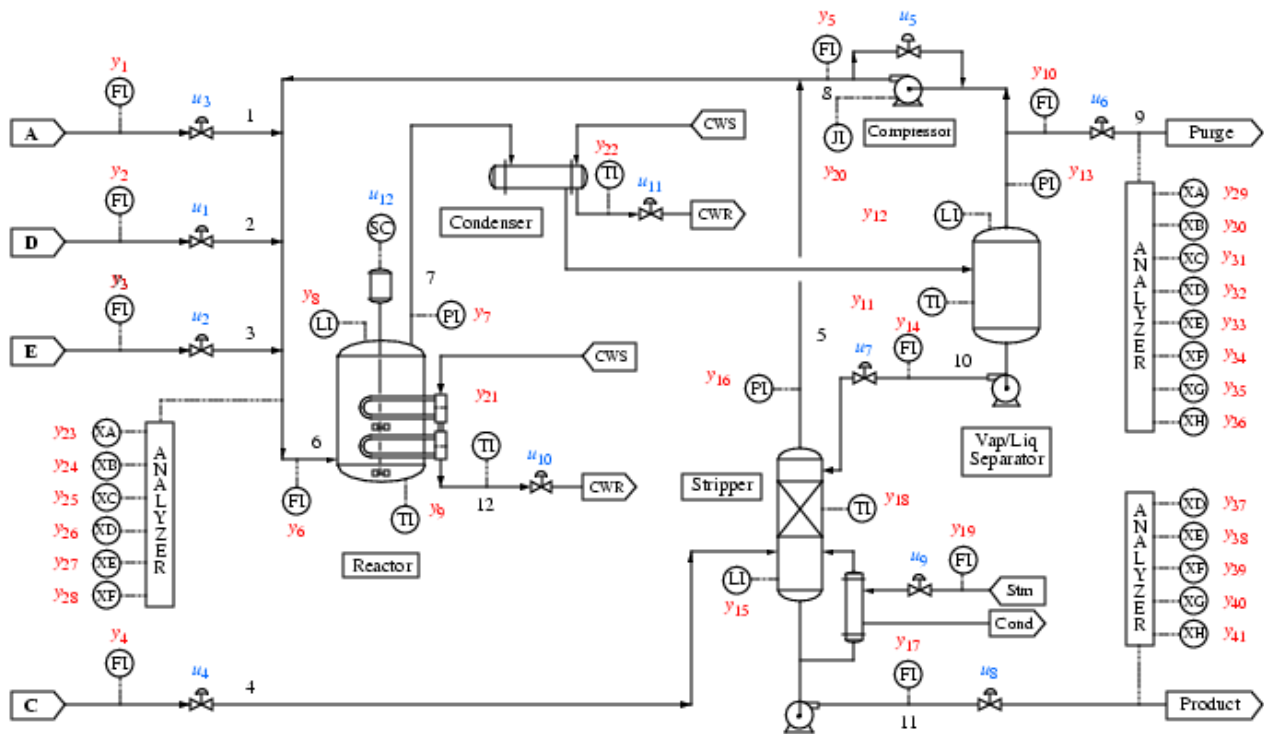 y5
u5
y1
FI
y10
FI
u3
1
8
FI
u6
9
A
CWS
JI
Compressor
Purge
y2
y22
y20
y13
FI
TI
u11
PI
XA
y29
u12
y12
u1
CWR
LI
XB
y30
2
SC
Condenser
D
XC
y31
ANALYZER
y3
7
XD
y32
FI
y8
y11
TI
XE
y33
u2
LI
PI
y7
y14
3
5
u7
FI
XF
y34
E
CWS
10
y16
PI
XG
y35
y21
XH
y36
y23
XA
6
TI
Vap/Liq
Separator
y24
XB
u10
ANALYZER
Stripper
y25
XC
FI
CWR
y18
XD
y37
y26
XD
y6
TI
y9
12
TI
y19
XE
y38
ANALYZER
y27
XE
Reactor
u9
FI
XF
y39
y28
XF
LI
Stm
XG
y40
y15
Cond
y4
XH
y41
FI
y17
u4
4
FI
u8
C
Product
11